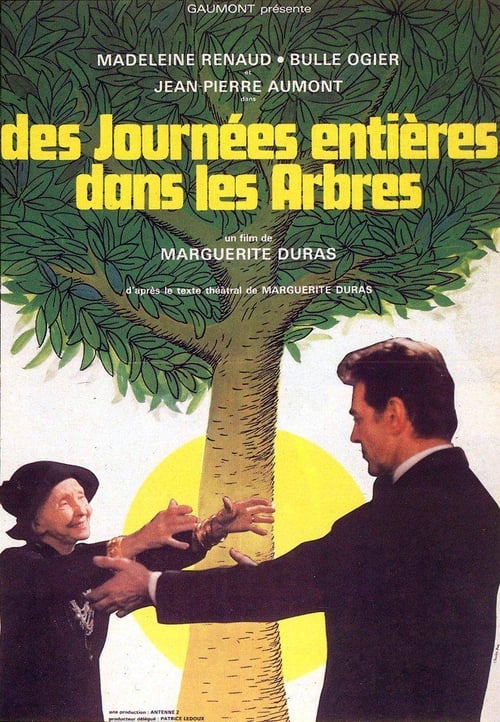 GAUMONT présente
MADELEINE RENAUD • BULLE OGIER
et
JEAN-PIERRE AUMONT
dans
des Journées entières
dans les Arbres
un film de
MARGUERITE DURAS
d'après le texte théatral de MARGUERITE DURAS
une production : ANTENNE 2
producteur délégué : PATRICE LEDOUX